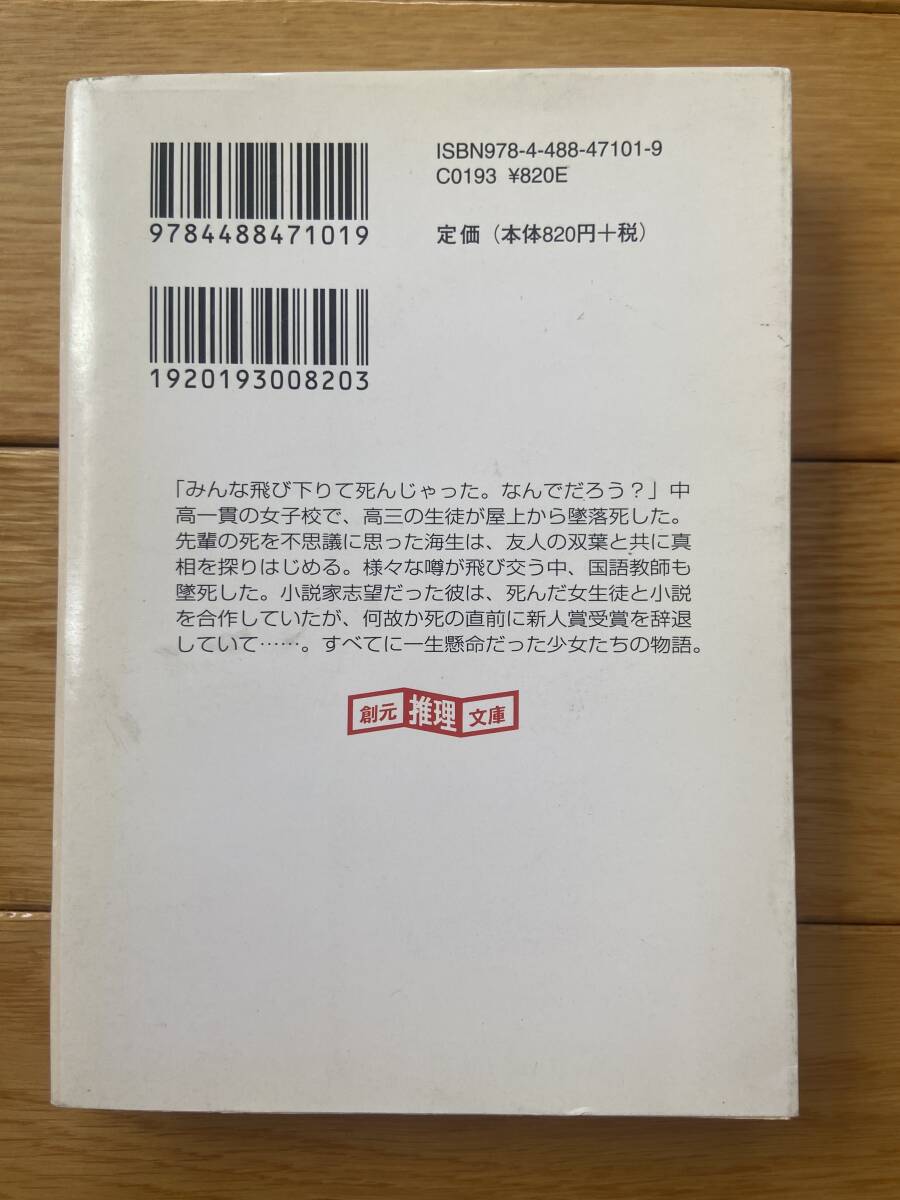 ISBN978-4-488-47101-9
C0193 ¥820E
9784488471019
定価（本体820円＋税）
1920193008203
「みんな飛び下りて死んじゃった。なんでだろう？」中
高一貫の女子校で、高三の生徒が屋上から墜落死した。
先輩の死を不思議に思った海生は、友人の双葉と共に真
相を探りはじめる。様々な噂が飛び交う中、国語教師も
墜死した。小説家志望だった彼は、死んだ女生徒と小説
を合作していたが、何故か死の直前に新人賞受賞を辞退
していて……。すべてに一生懸命だった少女たちの物語。
創元推理文庫